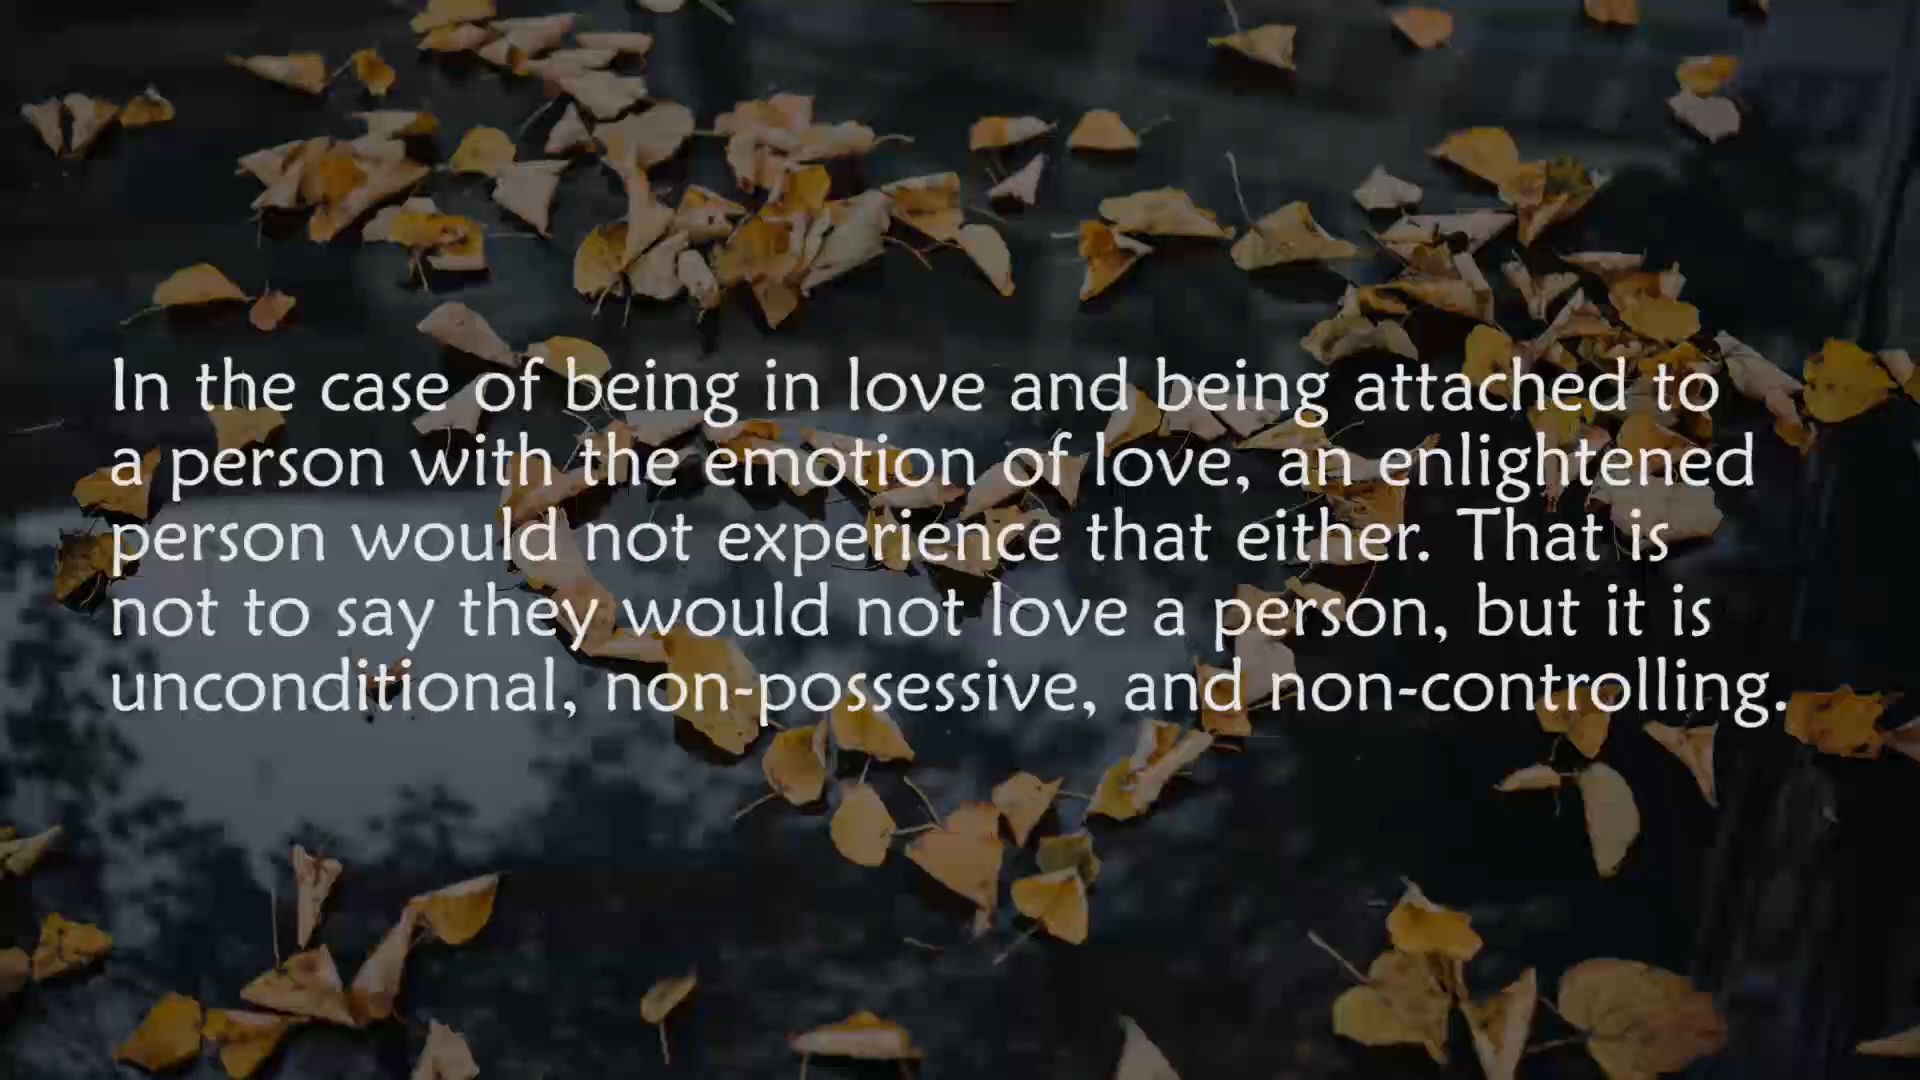 In the case of being in love and being attached to
a person with the emotion of love, an enlightened
person would not experience that either. That is
not to say they would not love a person, but it is
unconditional, non-possessive, and non-controlling.